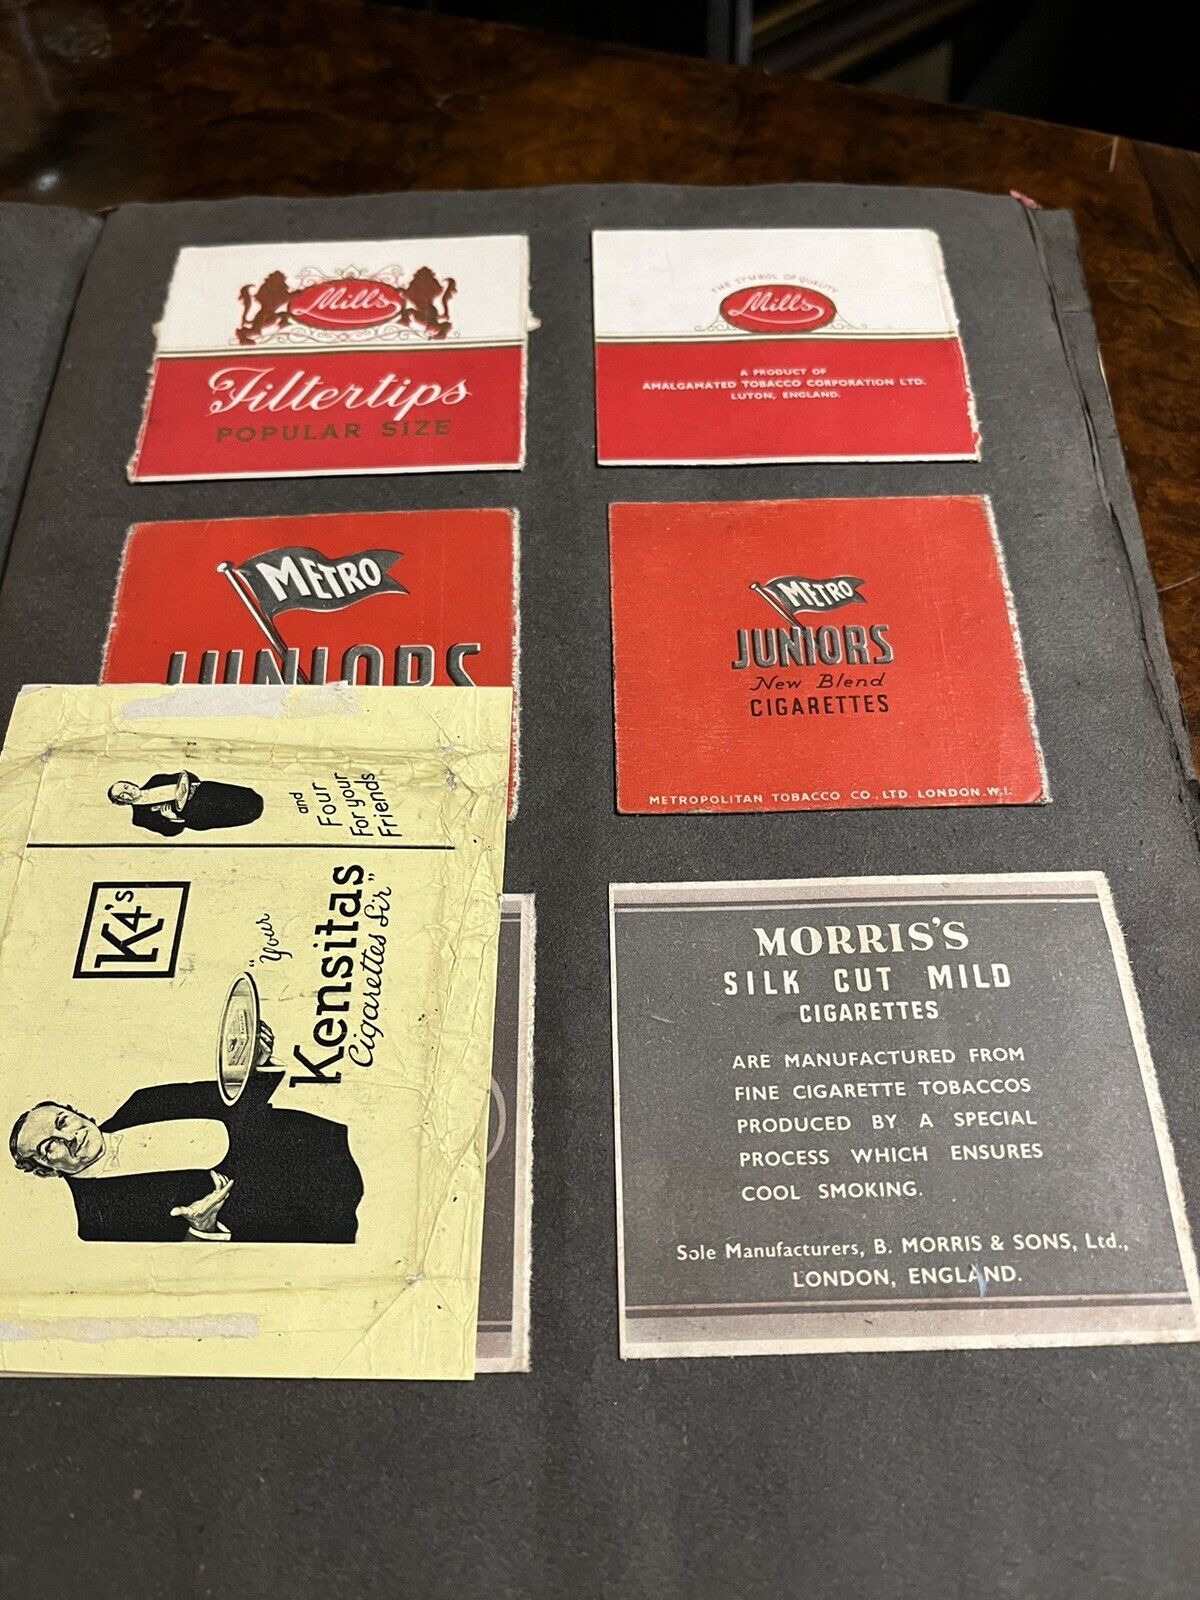 Mills
Filtertips
POPULAR SIZE
THE SYMBOL OF QUALITY
Mills
A PRODUCT OF
AMALGAMATED TOBACCO CORPORATION LTD.
LUTON, ENGLAND.
METRO
JUNIORS
METRO
JUNIORS
New Blend
CIGARETTES
METROPOLITAN TOBACCO CO., LTD. LONDON. W.I.
and
Four
For your
Friends
K4's
"Your
Kensitas
Cigarettes Sir"
MORRIS'S
SILK CUT MILD
CIGARETTES
ARE MANUFACTURED FROM
FINE CIGARETTE TOBACCOS
PRODUCED BY A SPECIAL
PROCESS WHICH ENSURES
COOL SMOKING.
Sole Manufacturers, B. MORRIS & SONS, Ltd.,
LONDON, ENGLAND.